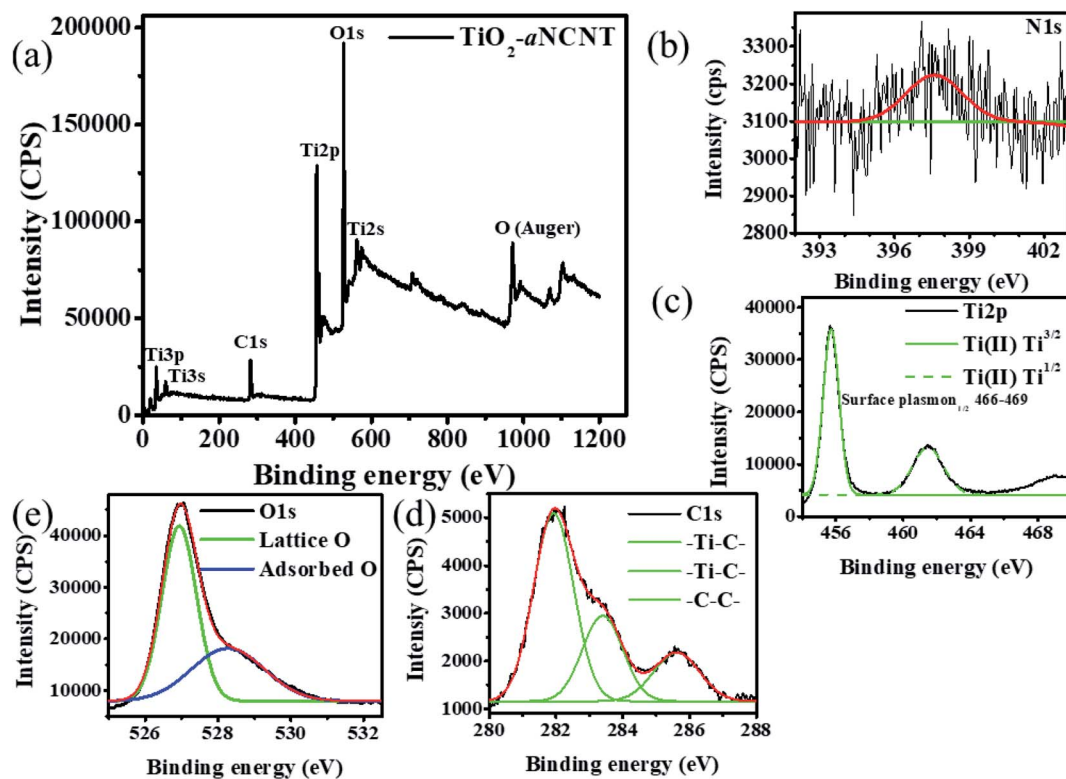 (a)
TiO2-aNCNT
O1s
Ti2p
Ti2s
O (Auger)
C1s
Ti3p
Ti3s
200000
150000
100000
50000
0
Intensity (CPS)
0 200 400 600 800 1000 1200
Binding energy (eV)
(b)
N1s
3300
3200
3100
3000
2900
2800
Intensity (cps)
393 396 399 402
Binding energy (eV)
(c)
Ti2p
Ti(II) Ti3/2
Ti(II) Ti1/2
Surface plasmon1/2 466-469
40000
30000
20000
10000
0
Intensity (CPS)
456 460 464 468
Binding energy (eV)
(e)
O1s
Lattice O
Adsorbed O
40000
30000
20000
10000
Intensity (CPS)
526 528 530 532
Binding energy (eV)
(d)
C1s
-Ti-C-
-Ti-C-
-C-C-
5000
4000
3000
2000
1000
Intensity (CPS)
280 282 284 286 288
Binding energy (eV)